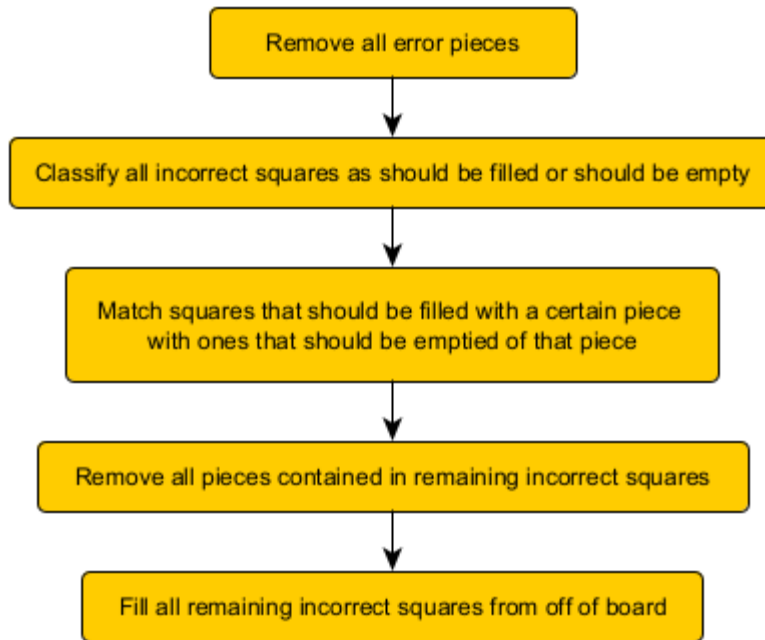 Remove all error pieces
Classify all incorrect squares as should be filled or should be empty
Match squares that should be filled with a certain piece
with ones that should be emptied of that piece
Remove all pieces contained in remaining incorrect squares
Fill all remaining incorrect squares from off of board